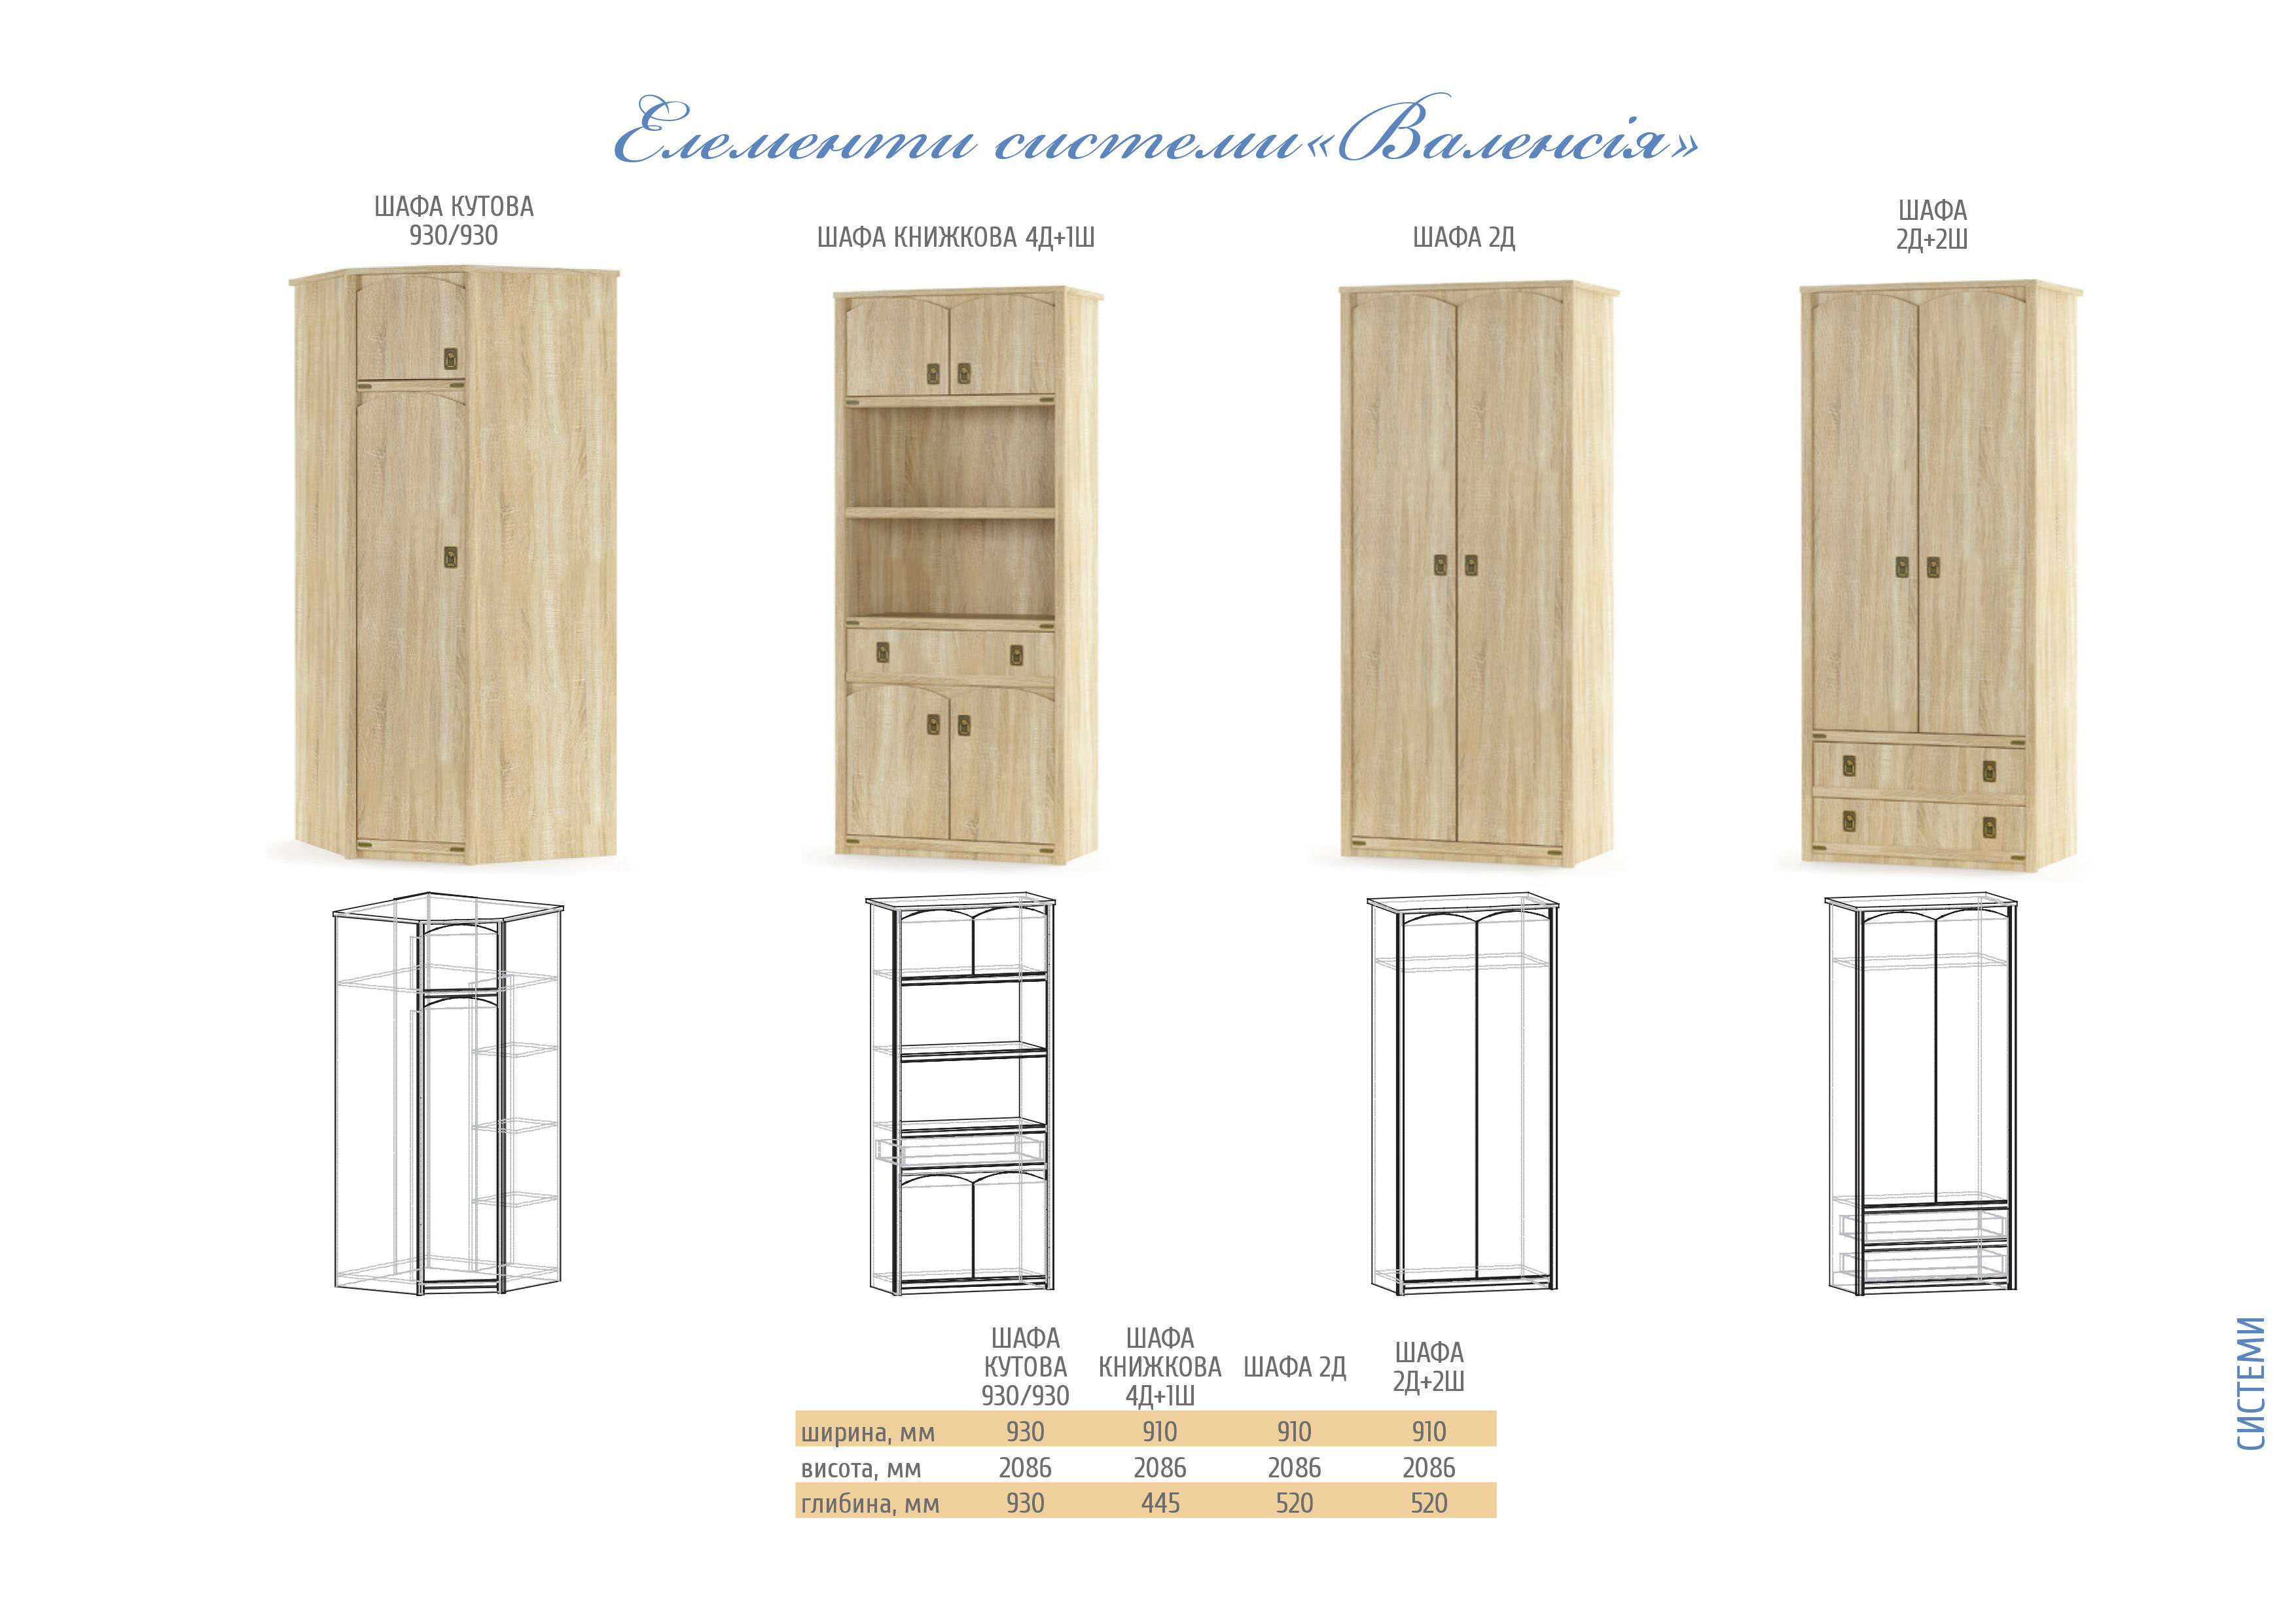 Елементи системи «Валенсія»
ШАФА КУТОВА
930/930
ШАФА КНИЖКОВА 4Д+1Ш
ШАФА 2Д
ШАФА
2Д+2Ш
ШАФА
КУТОВА
930/930
ШАФА
КНИЖКОВА
4Д+1Ш
ШАФА 2Д
ШАФА
2Д+2Ш
ширина, мм 930 910 910 910
висота, мм 2086 2086 2086 2086
глибина, мм 930 445 520 520
СИСТЕМИ